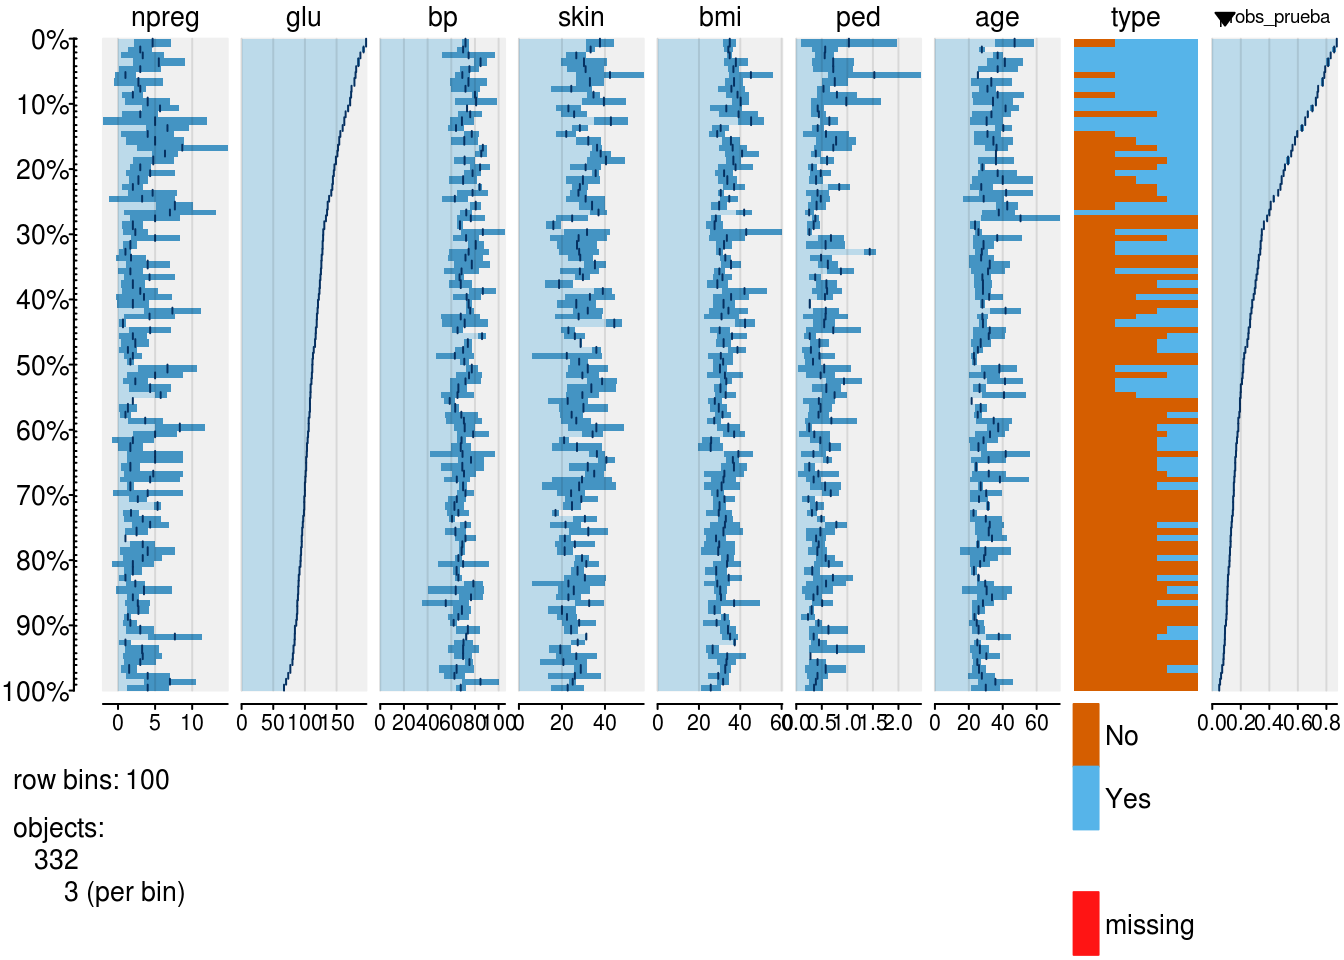 npreg glu bp skin bmi ped age type probs_prueba
0%
10%
20%
30%
40%
50%
60%
70%
80%
90%
100%
0 5 10 0 50 100 150 0 20 40 60 80 100 20 40 0 20 40 60 0.0 0.5 1.0 1.5 2.0 0 20 40 60 0.0 0.2 0.4 0.6 0.8
No
Yes
missing
row bins: 100
objects:
332
3 (per bin)